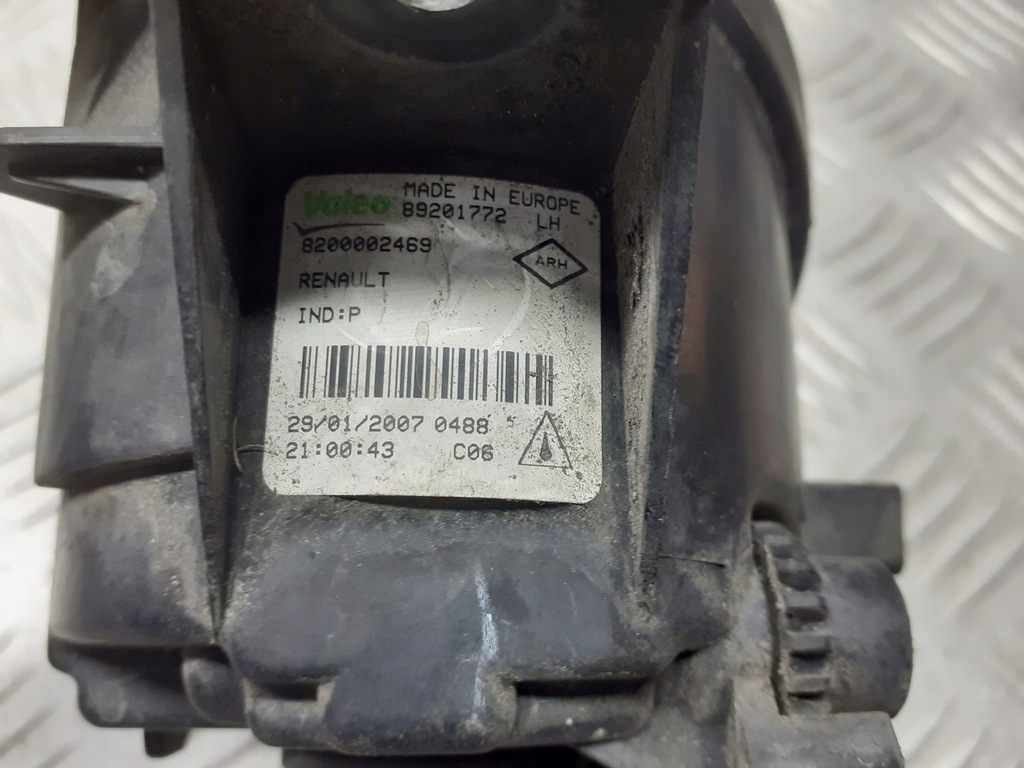 Valeo MADE IN EUROPE
89201772 LH
8200002469
ARH
RENAULT
IND:P
29/01/2007 0488
21:00:43 C06